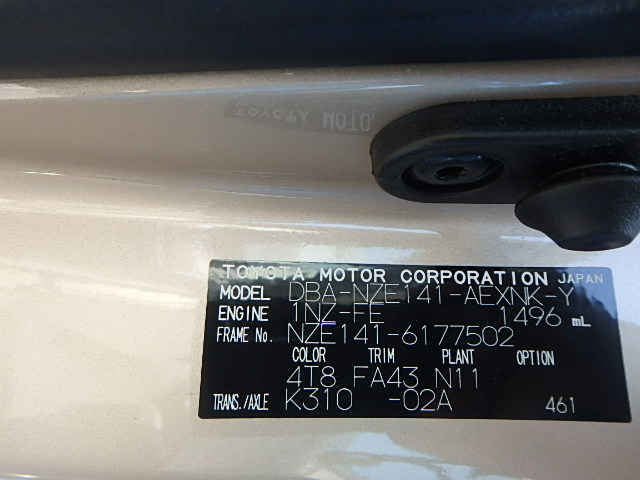 TOYOTA MOTOR CORPORATION JAPAN
MODEL DBA-NZE141-AEXNK-Y
ENGINE 1NZ-FE 1496 mL
FRAME No. NZE141-6177502
COLOR TRIM PLANT OPTION
4T8 FA43 N11
TRANS./AXLE K310 -02A 461